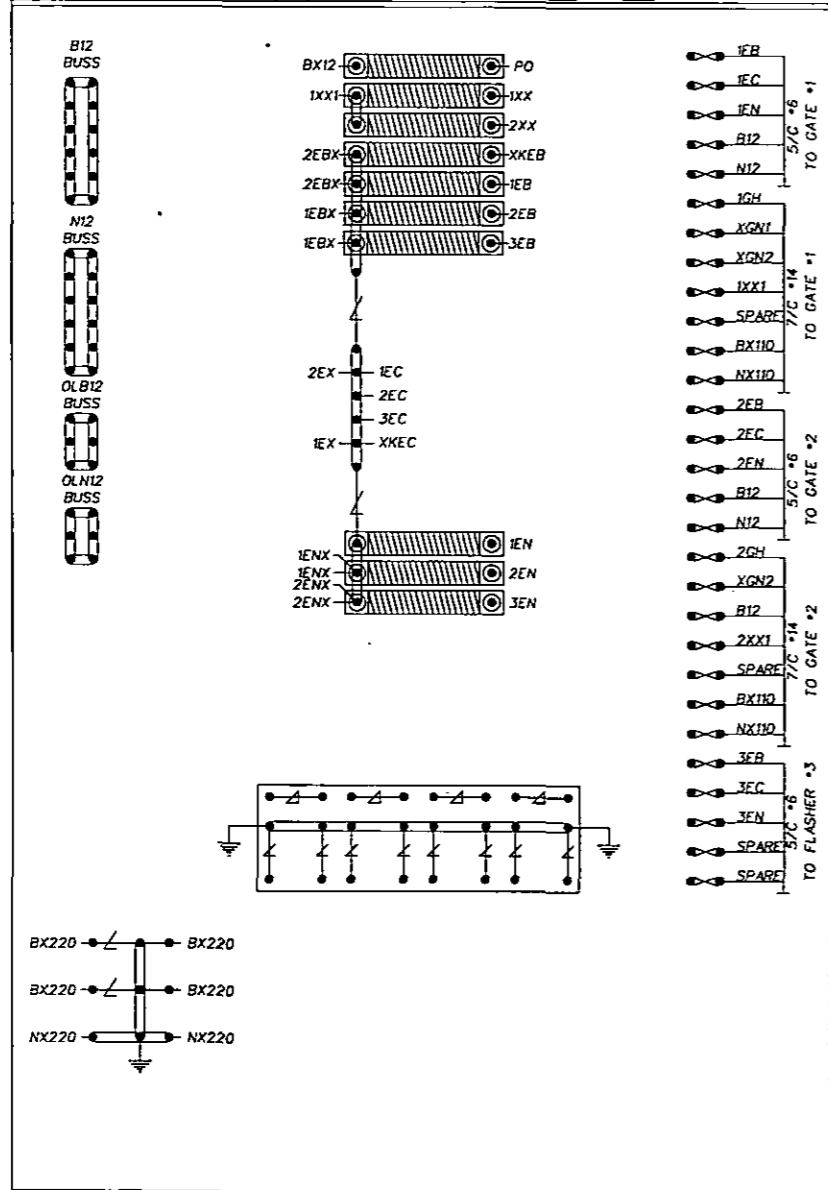 B12
BUSS
N12
BUSS
OLB12
BUSS
OLN12
BUSS
BX12 PO
1XX1 1XX
2XX
2EBX XKEB
2EBX 1EB
1EBX 2EB
1EBX 3EB
2EX 1EC
2EC
3EC
1EX XKEC
1EN
1ENX
1ENX 2EN
2ENX
2ENX 3EN
BX220 BX220
BX220 BX220
NX220 NX220
1EB
1EC
1EN
B12
N12
5/C #6
TO GATE #1
1GH
XGN1
XGN2
1XX1
SPARE
BX110
NX110
7/C #14
TO GATE #1
2EB
2EC
2EN
B12
N12
5/C #6
TO GATE #2
2GH
XGN2
B12
2XX1
SPARE
BX110
NX110
7/C #14
TO GATE #2
3EB
3EC
3EN
SPARE
SPARE
5/C #6
TO FLASHER #3